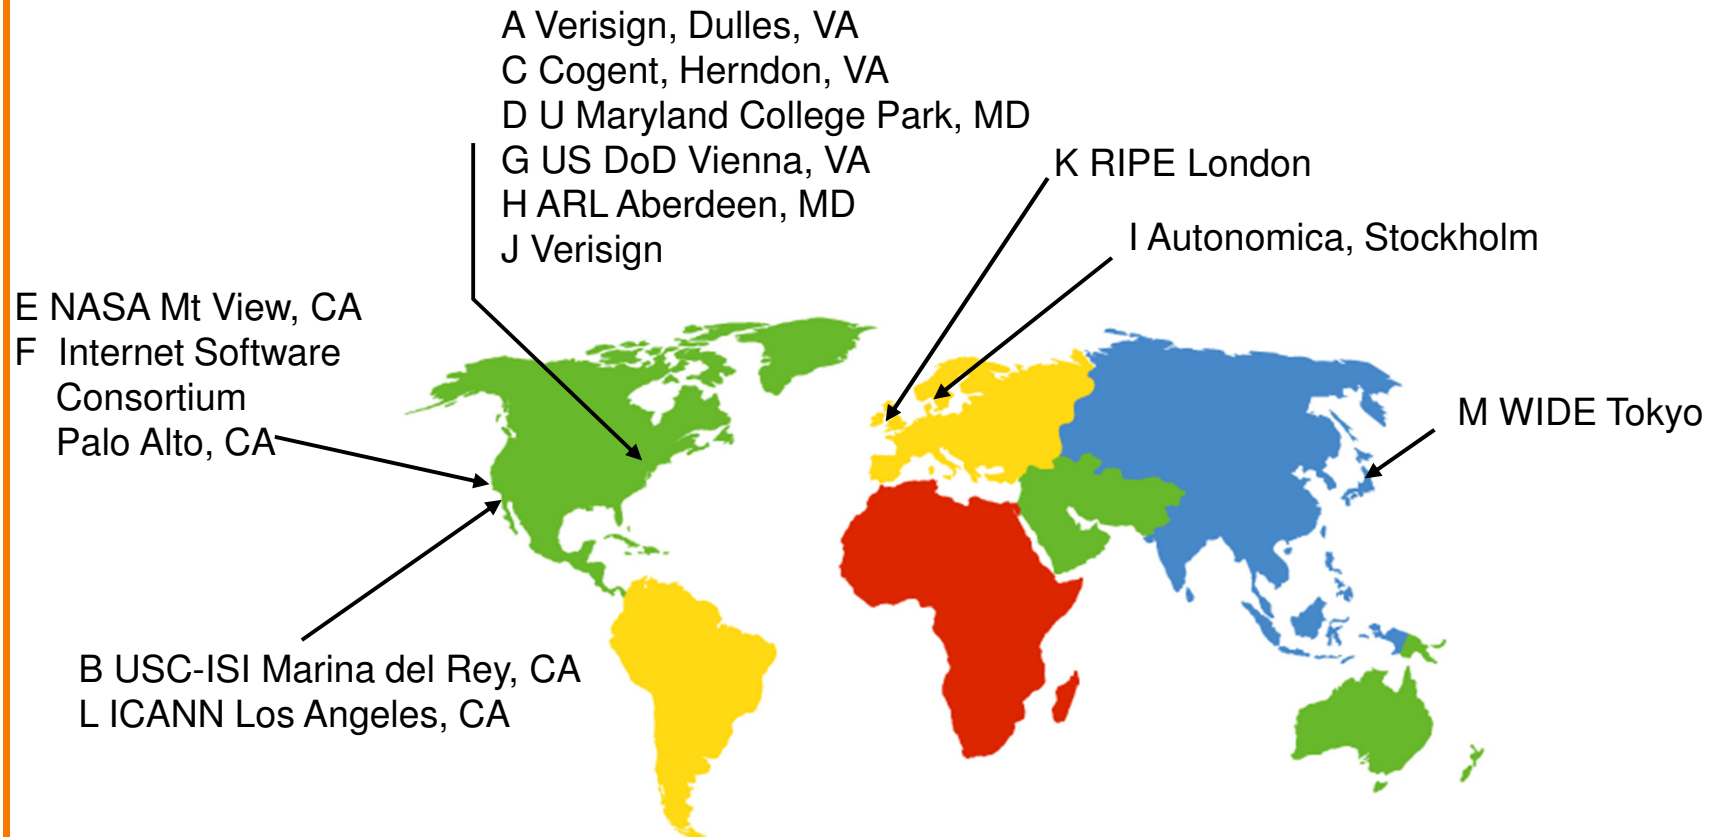 A Verisign, Dulles, VA
C Cogent, Herndon, VA
D U Maryland College Park, MD
G US DoD Vienna, VA
H ARL Aberdeen, MD
J Verisign
K RIPE London
I Autonomica, Stockholm
E NASA Mt View, CA
F Internet Software
Consortium
Palo Alto, CA
M WIDE Tokyo
B USC-ISI Marina del Rey, CA
L ICANN Los Angeles, CA